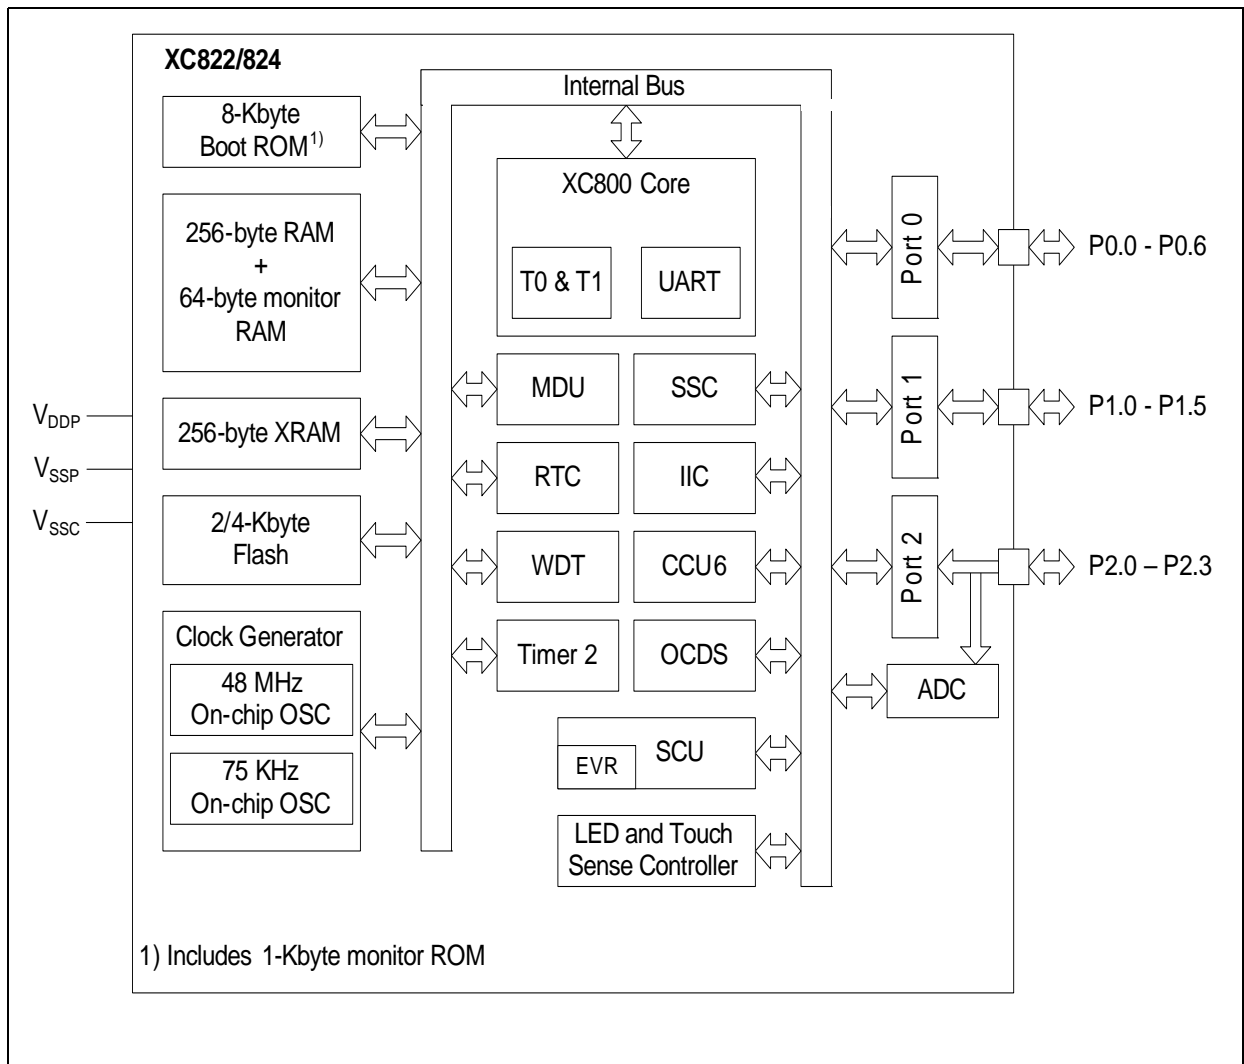 XC822/824
Internal Bus
8-Kbyte
Boot ROM1)
XC800 Core
T0 & T1
UART
256-byte RAM
+
64-byte monitor
RAM
256-byte XRAM
2/4-Kbyte
Flash
Clock Generator
48 MHz
On-chip OSC
75 KHz
On-chip OSC
VDDP
VSSP
VSSC
MDU
SSC
RTC
IIC
WDT
CCU6
Timer 2
OCDS
SCU
EVR
LED and Touch
Sense Controller
Port 0
P0.0 - P0.6
Port 1
P1.0 - P1.5
Port 2
P2.0 – P2.3
ADC
1) Includes 1-Kbyte monitor ROM